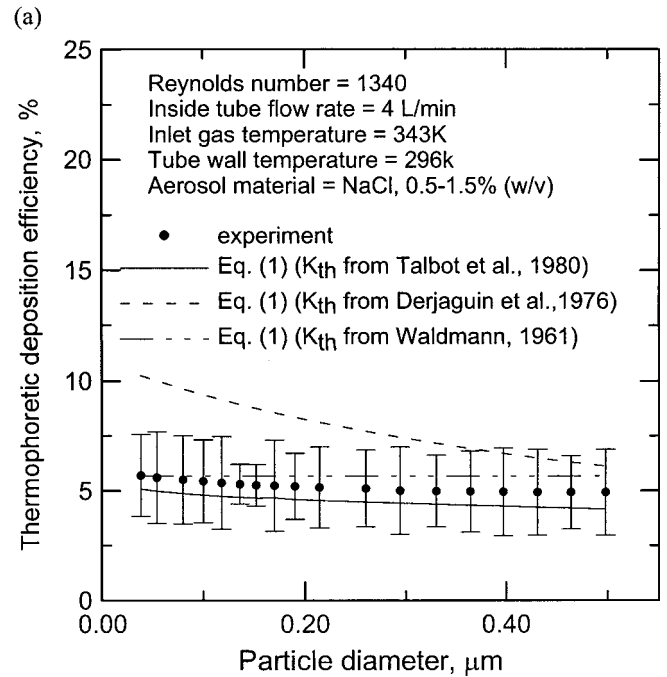 (a)
25
20
15
10
5
0
Thermophoretic deposition efficiency, %
Reynolds number = 1340
Inside tube flow rate = 4 L/min
Inlet gas temperature = 343K
Tube wall temperature = 296k
Aerosol material = NaCl, 0.5-1.5% (w/v)
experiment
Eq. (1) (Kth from Talbot et al., 1980)
Eq. (1) (Kth from Derjaguin et al.,1976)
Eq. (1) (Kth from Waldmann, 1961)
0.00 0.20 0.40
Particle diameter, μm